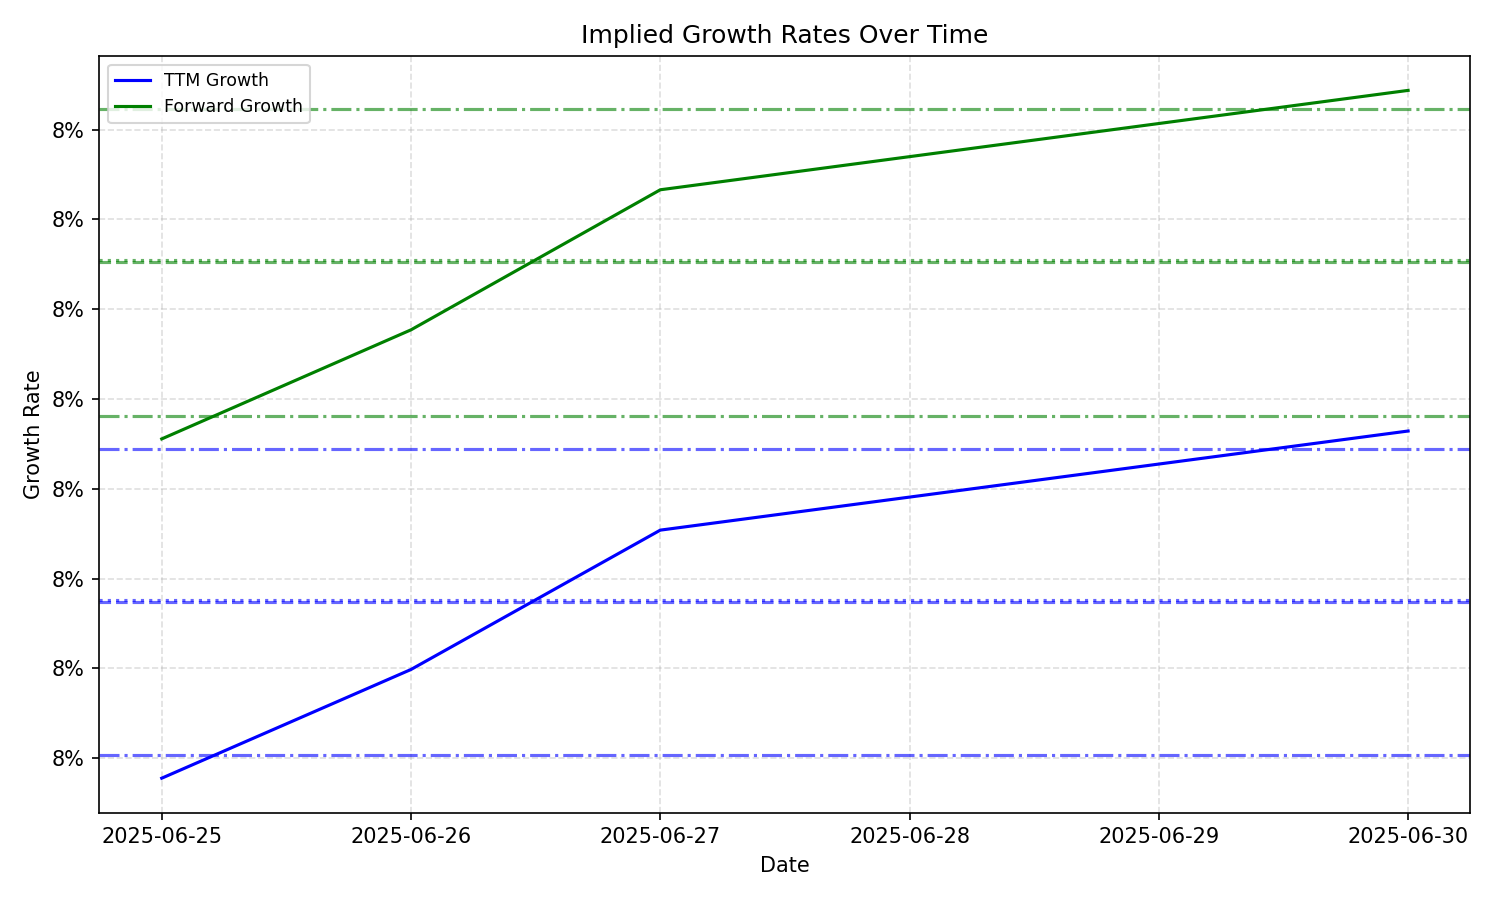 Implied Growth Rates Over Time
TTM Growth
Forward Growth
8%
8%
8%
8%
8%
8%
8%
8%
Growth Rate
2025-06-25
2025-06-26
2025-06-27
2025-06-28
2025-06-29
2025-06-30
Date